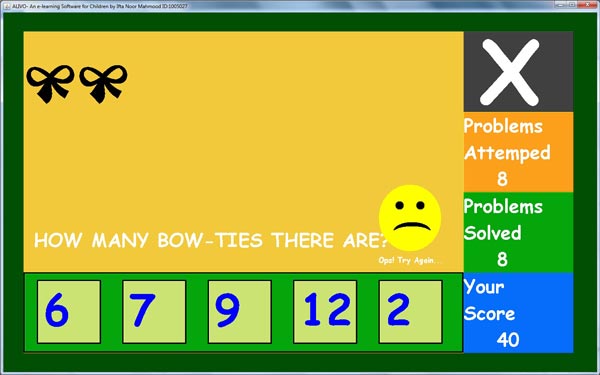 ALIVO- An e-learning Software for Children by Ifta Noor Mahmood ID:1005027
X
Problems
Attemped
8
HOW MANY BOW-TIES THERE ARE?
Ops! Try Again...
Problems
Solved
8
6 7 9 12 2
Your
Score
40